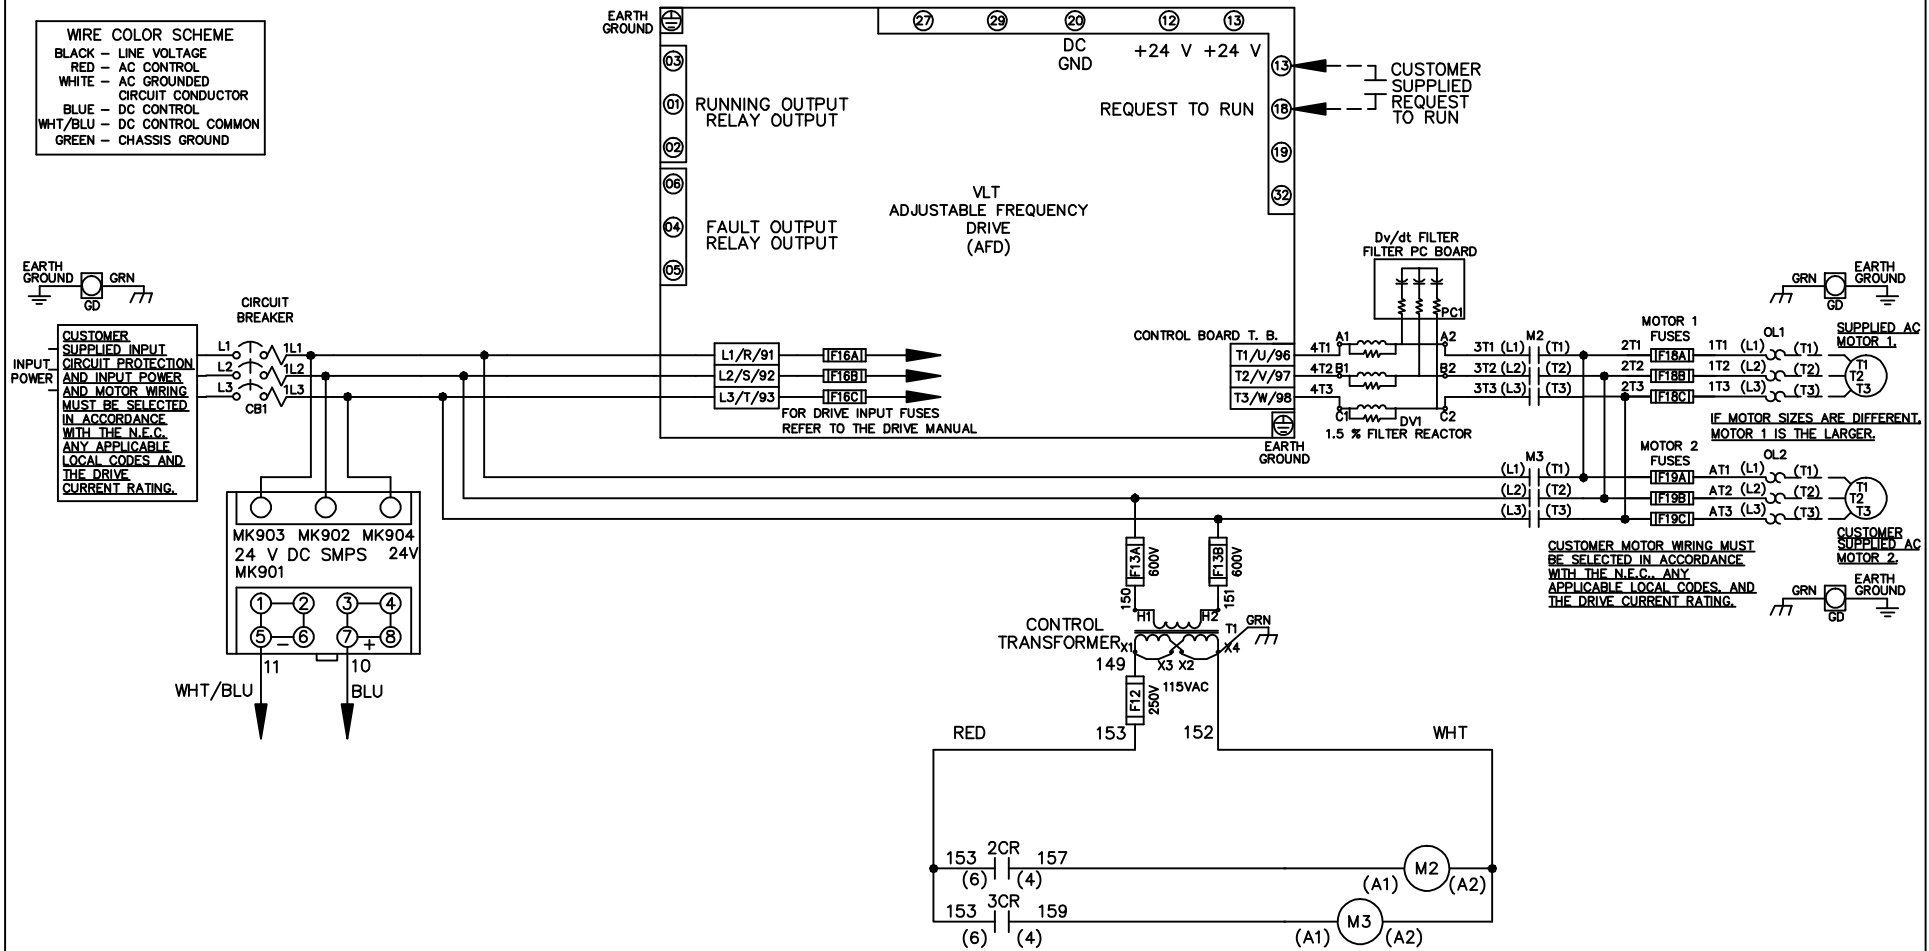 WIRE COLOR SCHEME
BLACK – LINE VOLTAGE
RED – AC CONTROL
WHITE – AC GROUNDED
CIRCUIT CONDUCTOR
BLUE – DC CONTROL
WHT/BLU – DC CONTROL COMMON
GREEN – CHASSIS GROUND
EARTH
GROUND
27
29
20
12
13
DC
GND
+24 V
+24 V
03
01
02
RUNNING OUTPUT
RELAY OUTPUT
06
04
05
FAULT OUTPUT
RELAY OUTPUT
VLT
ADJUSTABLE FREQUENCY
DRIVE
(AFD)
REQUEST TO RUN
13
18
19
32
CUSTOMER
SUPPLIED
REQUEST
TO RUN
EARTH
GROUND
GRN
GD
INPUT
POWER
CUSTOMER
SUPPLIED INPUT
CIRCUIT PROTECTION
AND INPUT POWER
AND MOTOR WIRING
MUST BE SELECTED
IN ACCORDANCE
WITH THE N.E.C.
ANY APPLICABLE
LOCAL CODES AND
THE DRIVE
CURRENT RATING.
CIRCUIT
BREAKER
L1
L2
L3
CB1
1L1
1L2
1L3
L1/R/91
L2/S/92
L3/T/93
F16A
F16B
F16C
FOR DRIVE INPUT FUSES
REFER TO THE DRIVE MANUAL
CONTROL BOARD T. B.
T1/U/96
T2/V/97
T3/W/98
EARTH
GROUND
4T1
4T2
4T3
A1
B1
C1
A2
B2
C2
Dv/dt FILTER
FILTER PC BOARD
PC1
DV1
1.5 % FILTER REACTOR
M2
3T1 (L1) (T1)
3T2 (L2) (T2)
3T3 (L3) (T3)
2T1
2T2
2T3
MOTOR 1
FUSES
F18A
F18B
F18C
1T1 (L1)
1T2 (L2)
1T3 (L3)
OL1
(T1)
(T2)
(T3)
T1
T2
T3
GRN
GD
EARTH
GROUND
SUPPLIED AC
MOTOR 1.
IF MOTOR SIZES ARE DIFFERENT,
MOTOR 1 IS THE LARGER.
M3
(L1) (T1)
(L2) (T2)
(L3) (T3)
MOTOR 2
FUSES
F19A
F19B
F19C
AT1 (L1)
AT2 (L2)
AT3 (L3)
OL2
(T1)
(T2)
(T3)
T1
T2
T3
CUSTOMER
SUPPLIED AC
MOTOR 2.
CUSTOMER MOTOR WIRING MUST
BE SELECTED IN ACCORDANCE
WITH THE N.E.C., ANY
APPLICABLE LOCAL CODES, AND
THE DRIVE CURRENT RATING.
GRN
GD
EARTH
GROUND
MK903 MK902 MK904
24 V DC SMPS 24V
MK901
1 2 3 4
5 – 6 7 + 8
11
10
WHT/BLU
BLU
F13A
600V
F13B
600V
150
151
H1
H2
CONTROL
TRANSFORMER
T1
GRN
X1
X3 X2
X4
149
115VAC
F12
250V
153
152
RED
WHT
153 2CR 157
(6) (4)
M2
(A1) (A2)
153 3CR 159
(6) (4)
M3
(A1) (A2)